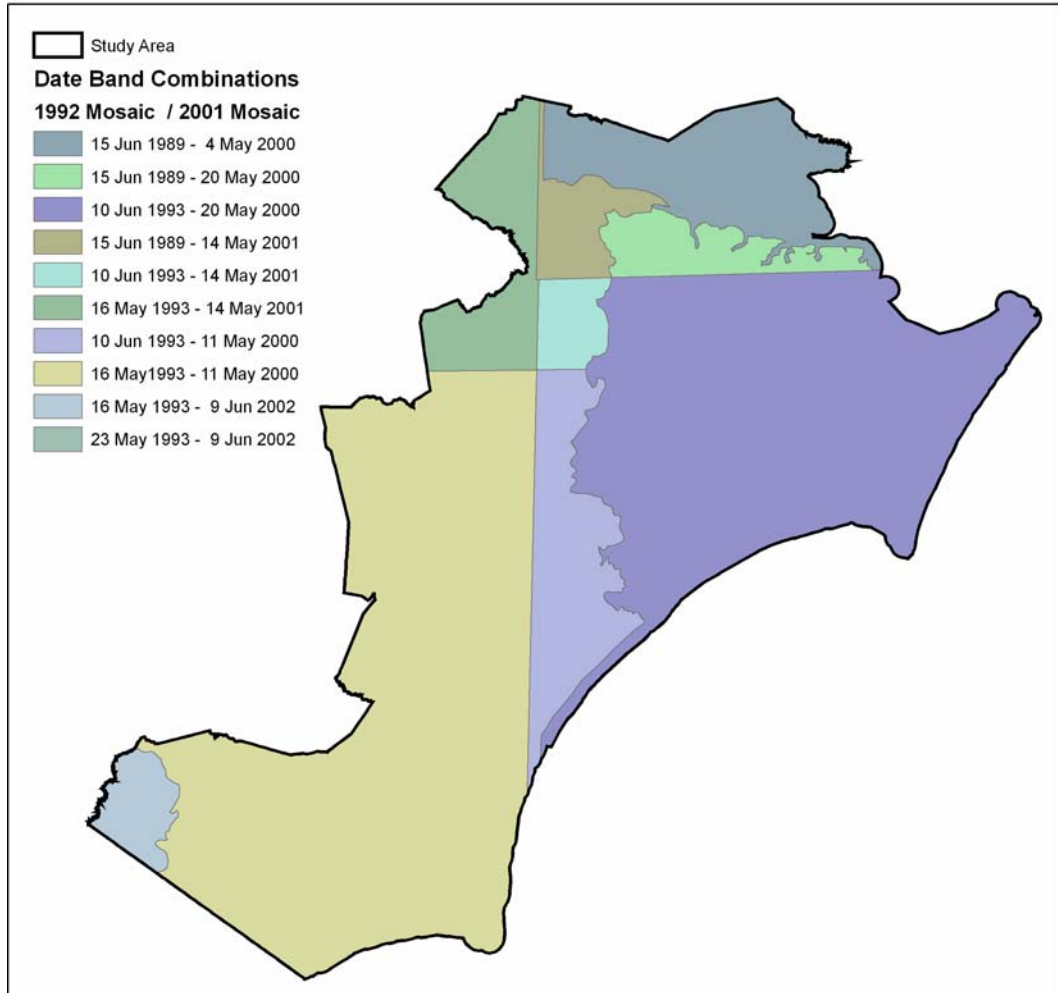 Study Area
Date Band Combinations
1992 Mosaic / 2001 Mosaic
15 Jun 1989 - 4 May 2000
15 Jun 1989 - 20 May 2000
10 Jun 1993 - 20 May 2000
15 Jun 1989 - 14 May 2001
10 Jun 1993 - 14 May 2001
16 May 1993 - 14 May 2001
10 Jun 1993 - 11 May 2000
16 May1993 - 11 May 2000
16 May 1993 - 9 Jun 2002
23 May 1993 - 9 Jun 2002